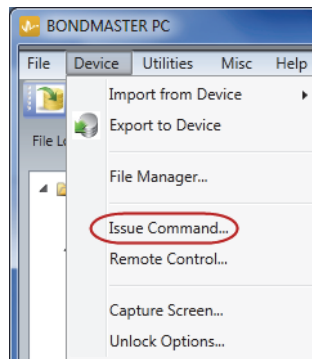 BONDMASTER PC
File Device Utilities Misc Help
Import from Device
Export to Device
File Manager...
Issue Command...
Remote Control...
Capture Screen...
Unlock Options...